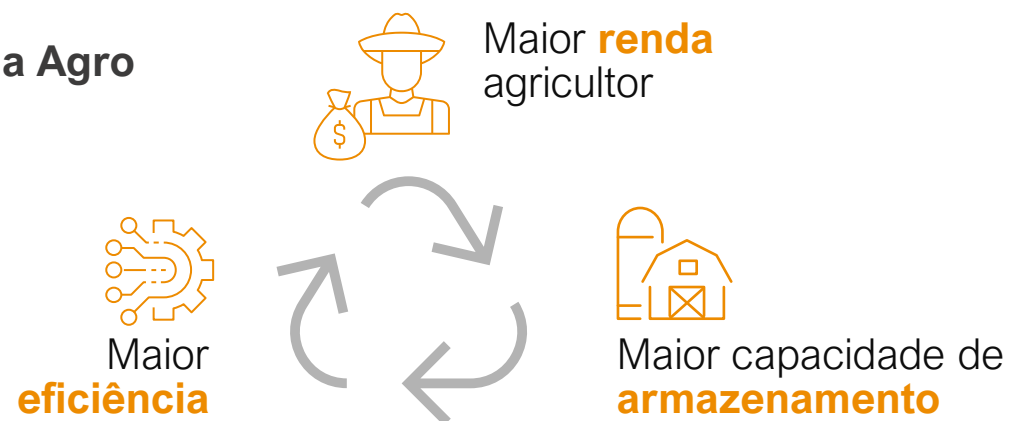 a Agro
Maior renda
agricultor
Maior
eficiência
Maior capacidade de
armazenamento
$